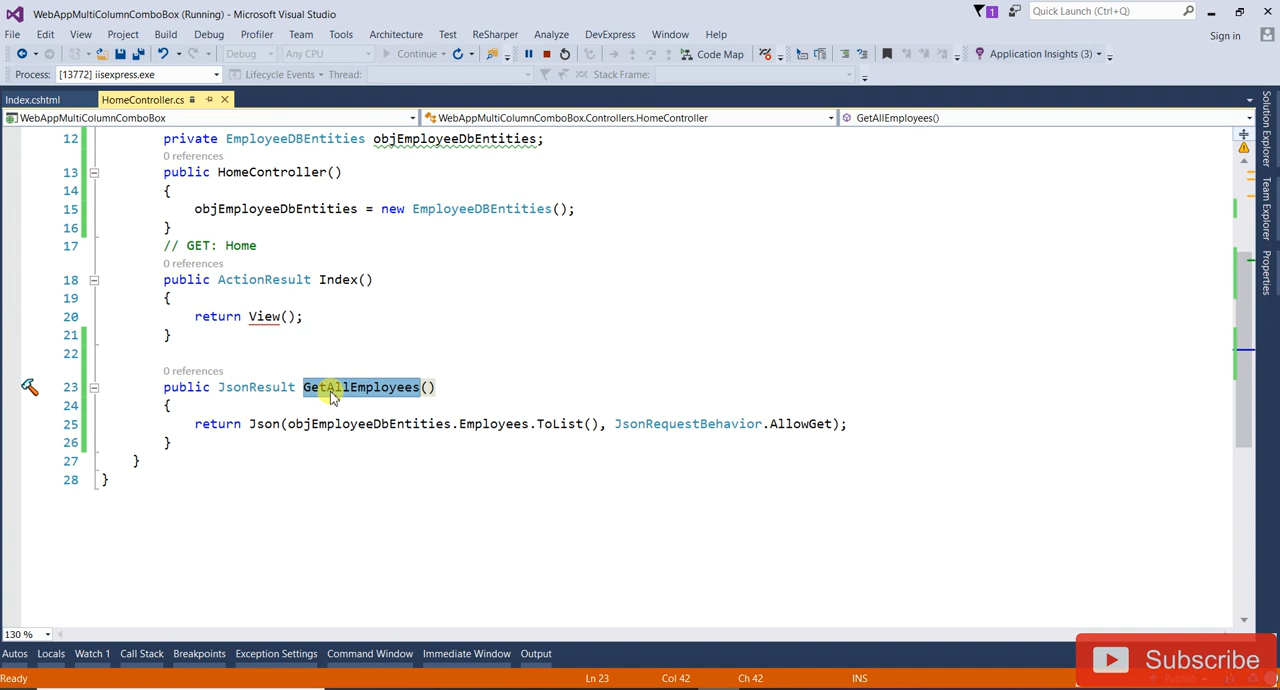 WebAppMultiColumnComboBox (Running) - Microsoft Visual Studio
1
Quick Launch (Ctrl+Q)
File Edit View Project Build Debug Profiler Team Tools Architecture Test ReSharper Analyze DevExpress Window Help
Sign in
Debug Any CPU Continue Code Map Application Insights (3)
Process: [13772] iisexpress.exe Lifecycle Events Thread: Stack Frame:
Index.cshtml HomeController.cs
WebAppMultiColumnComboBox WebAppMultiColumnComboBox.Controllers.HomeController GetAllEmployees()
12 private EmployeeDBEntities objEmployeeDbEntities;
0 references
13 public HomeController()
14 {
15 objEmployeeDbEntities = new EmployeeDBEntities();
16 }
17 // GET: Home
0 references
18 public ActionResult Index()
19 {
20 return View();
21 }
22
0 references
23 public JsonResult GetAllEmployees()
24 {
25 return Json(objEmployeeDbEntities.Employees.ToList(), JsonRequestBehavior.AllowGet);
26 }
27 }
28 }
Solution Explorer
Team Explorer
Properties
130 %
Autos Locals Watch 1 Call Stack Breakpoints Exception Settings Command Window Immediate Window Output
Subscribe
Ready Ln 23 Col 42 Ch 42 INS Publish